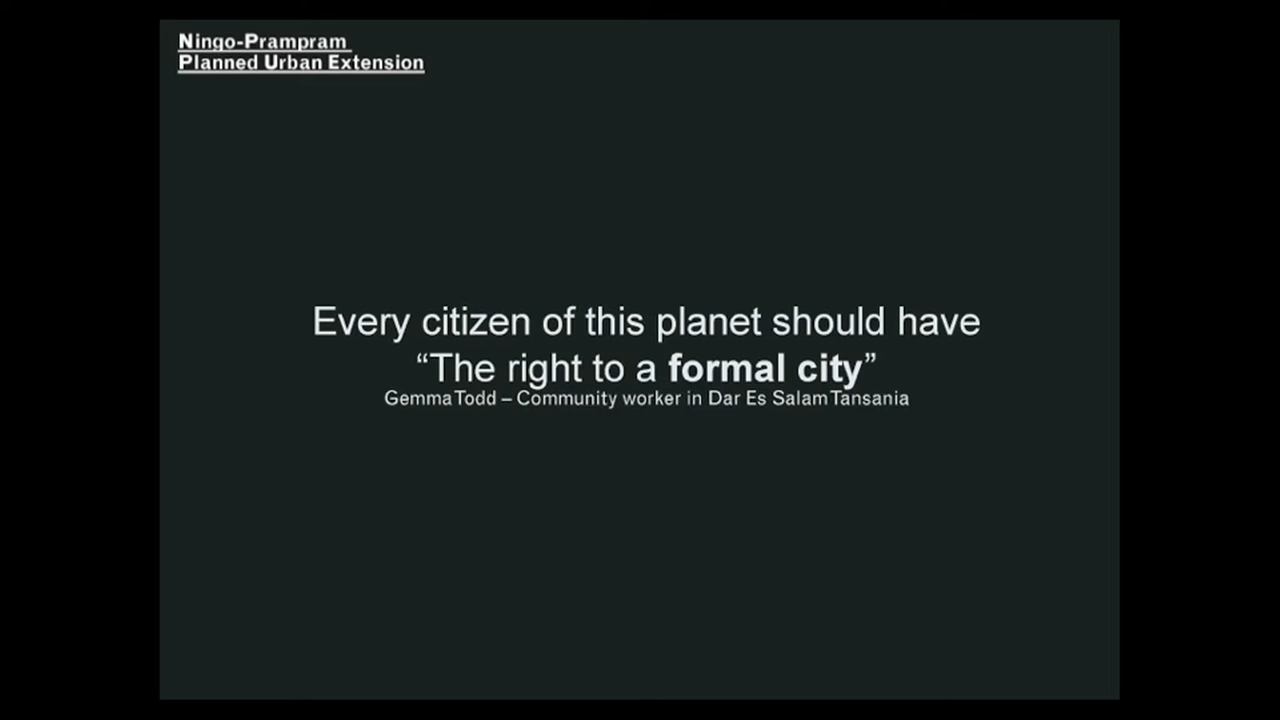 Ningo-Prampram
Planned Urban Extension
Every citizen of this planet should have
“The right to a formal city”
Gemma Todd – Community worker in Dar Es Salam Tansania